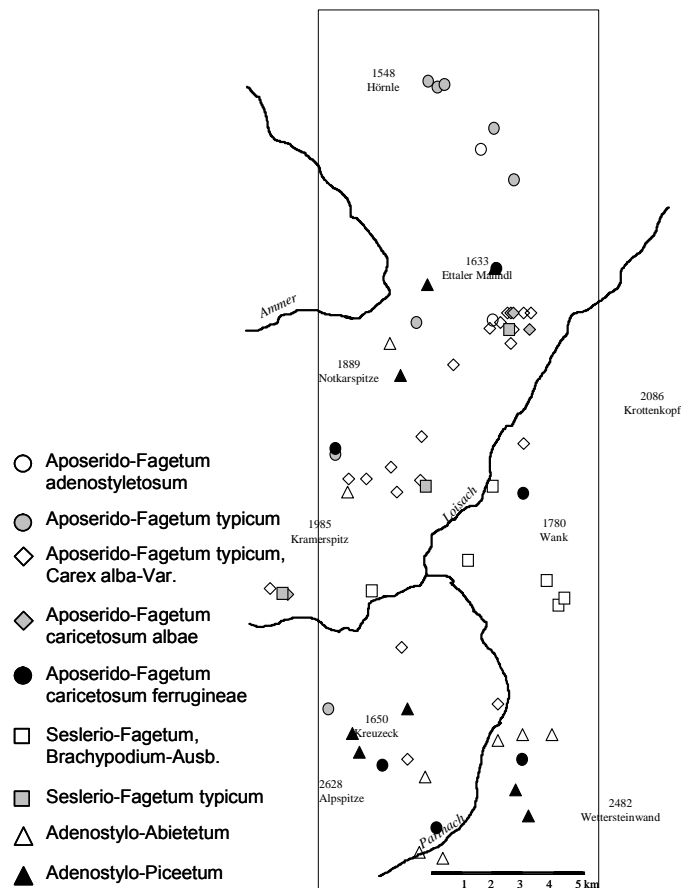 1548
Hörnle
1633
Ettaler Manndl
Ammer
1889
Notkarspitze
2086
Krottenkopf
Aposerido-Fagetum
adenostyletosum
Aposerido-Fagetum typicum
Aposerido-Fagetum typicum,
Carex alba-Var.
Aposerido-Fagetum
caricetosum albae
Aposerido-Fagetum
caricetosum ferrugineae
Seslerio-Fagetum,
Brachypodium-Ausb.
Seslerio-Fagetum typicum
Adenostylo-Abietetum
Adenostylo-Piceetum
Loisach
1985
Kramerspitz
1780
Wank
1650
Kreuzeck
2628
Alpspitze
2482
Wettersteinwand
Partnach
1 2 3 4 5 km